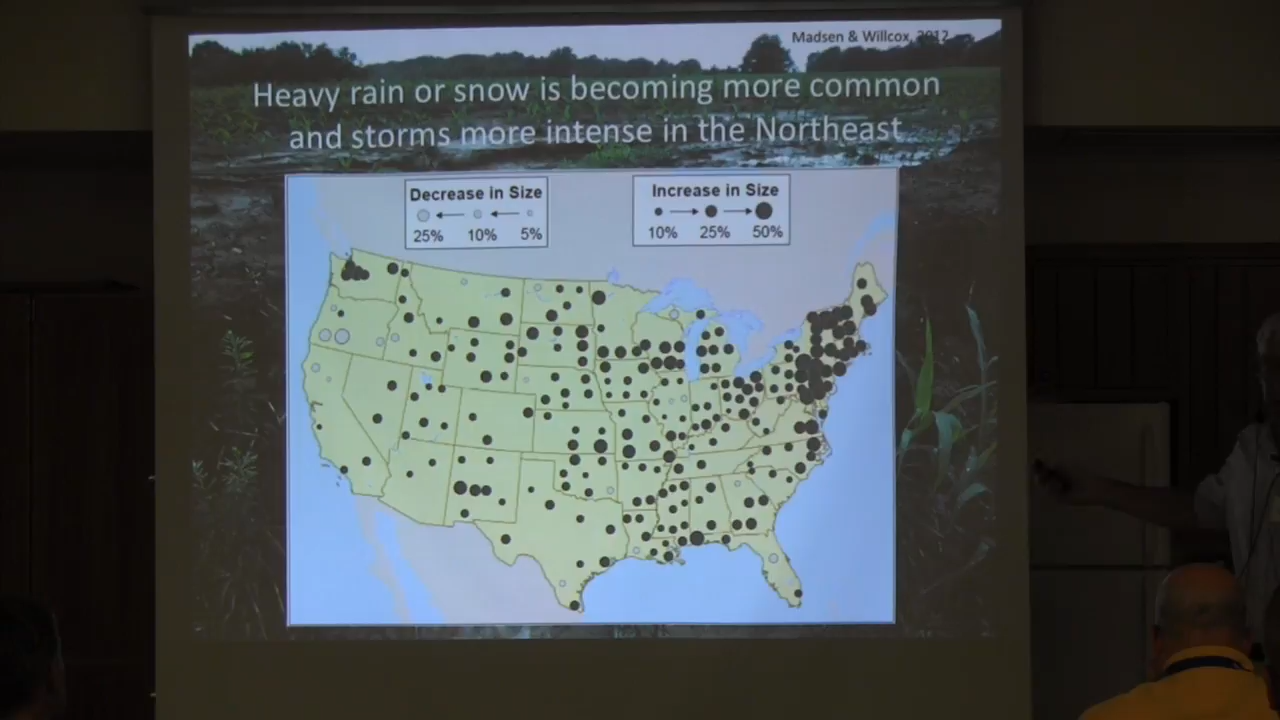 Madsen & Willcox, 2012
Heavy rain or snow is becoming more common
and storms more intense in the Northeast
Decrease in Size
25% 10% 5%
Increase in Size
10% 25% 50%